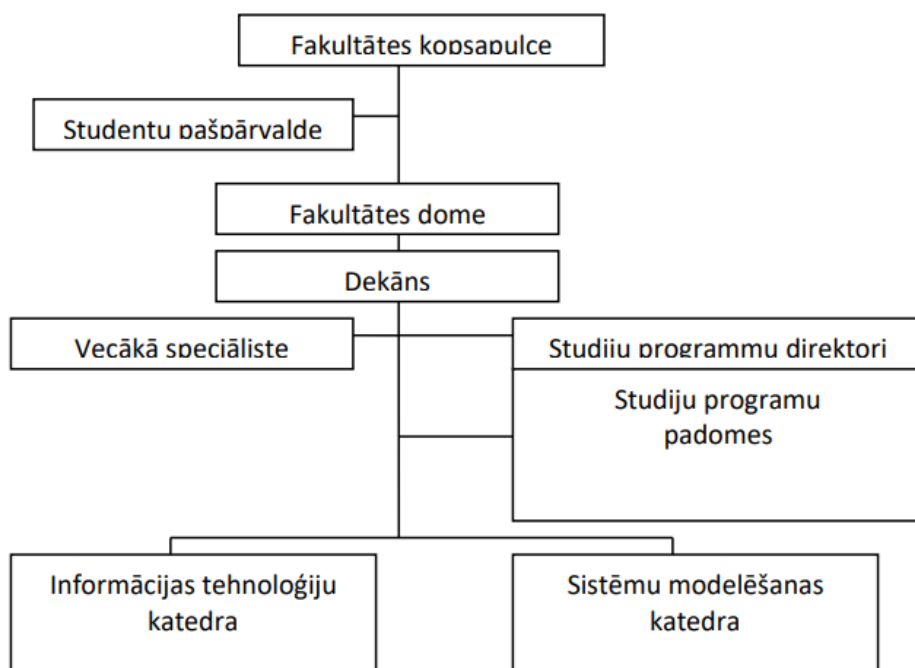 Fakultātes kopsapulce
Studentu pašpārvalde
Fakultātes dome
Dekāns
Vecākā speciāliste
Studiju programmu direktori
Studiju programu
padomes
Informācijas tehnoloģiju
katedra
Sistēmu modelēšanas
katedra